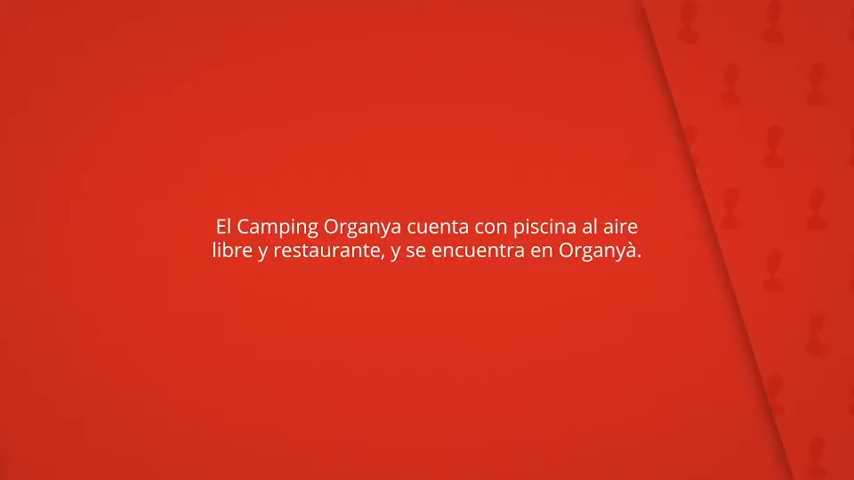 El Camping Organya cuenta con piscina al aire
libre y restaurante, y se encuentra en Organyà.